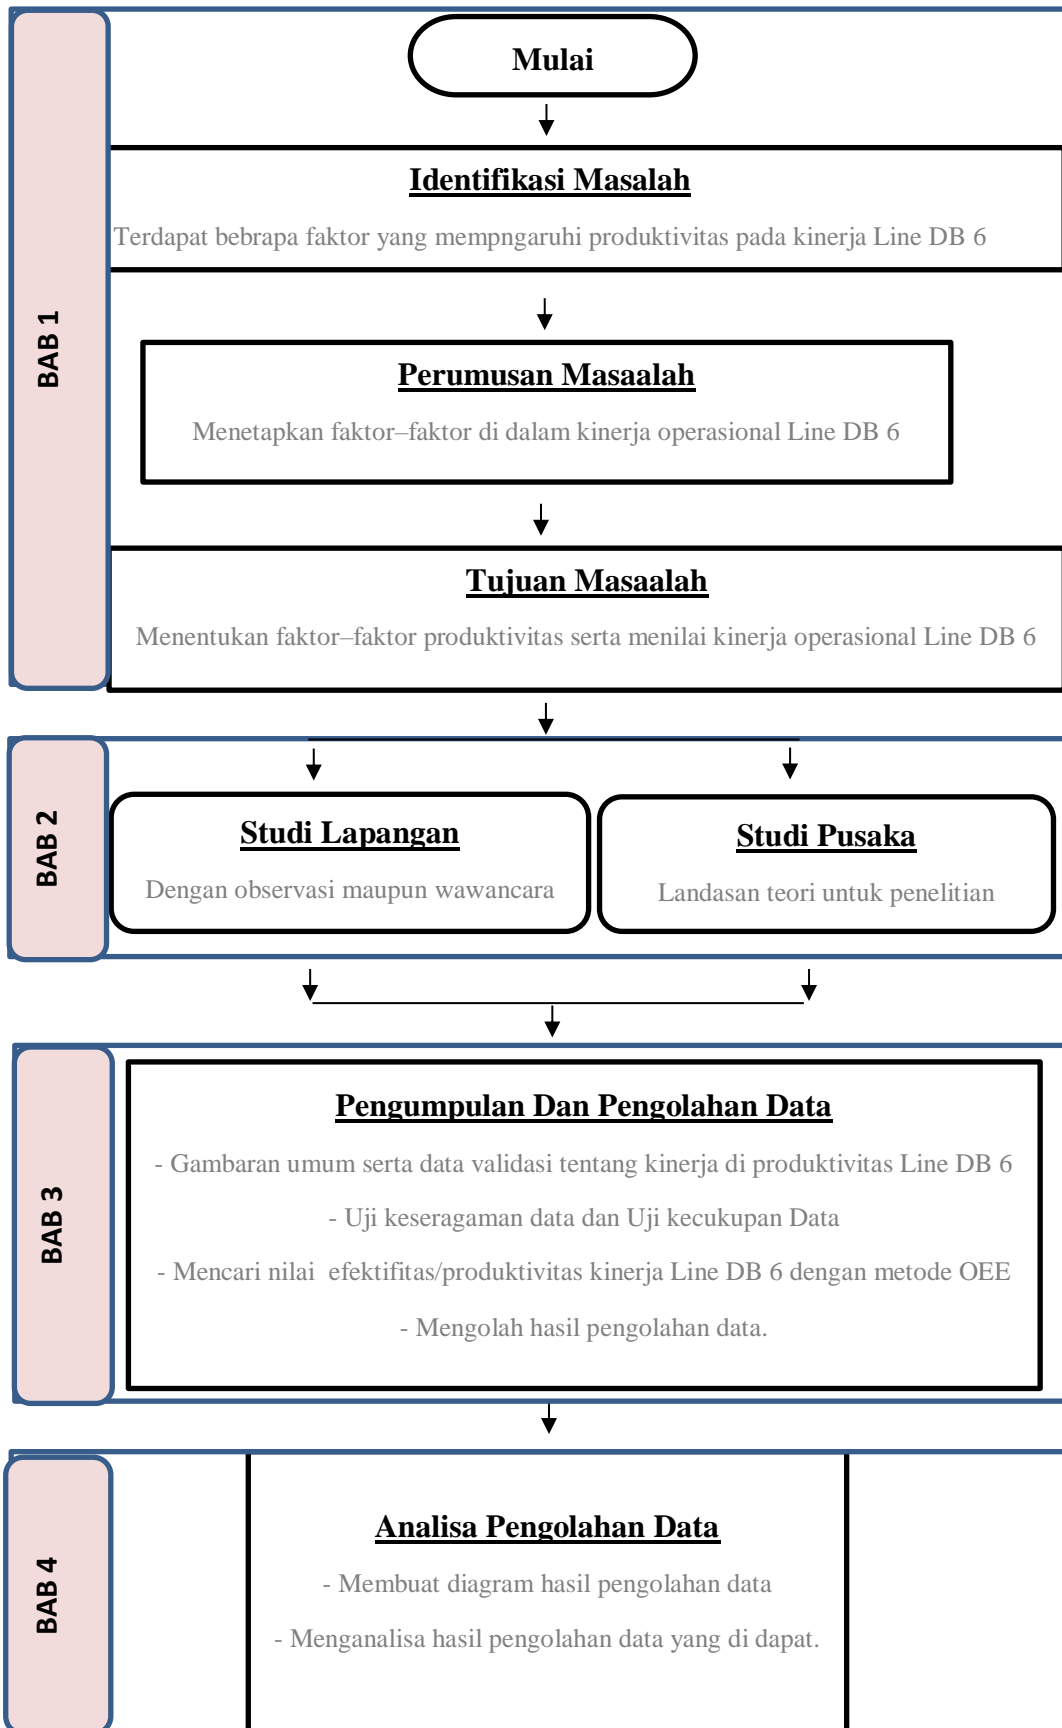 Mulai
BAB 1
Identifikasi Masalah
Terdapat bebrapa faktor yang mempngaruhi produktivitas pada kinerja Line DB 6
Perumusan Masaalah
Menetapkan faktor–faktor di dalam kinerja operasional Line DB 6
Tujuan Masaalah
Menentukan faktor–faktor produktivitas serta menilai kinerja operasional Line DB 6
BAB 2
Studi Lapangan
Dengan observasi maupun wawancara
Studi Pusaka
Landasan teori untuk penelitian
BAB 3
Pengumpulan Dan Pengolahan Data
- Gambaran umum serta data validasi tentang kinerja di produktivitas Line DB 6
- Uji keseragaman data dan Uji kecukupan Data
- Mencari nilai  efektifitas/produktivitas kinerja Line DB 6 dengan metode OEE
- Mengolah hasil pengolahan data.
BAB 4
Analisa Pengolahan Data
- Membuat diagram hasil pengolahan data
- Menganalisa hasil pengolahan data yang di dapat.